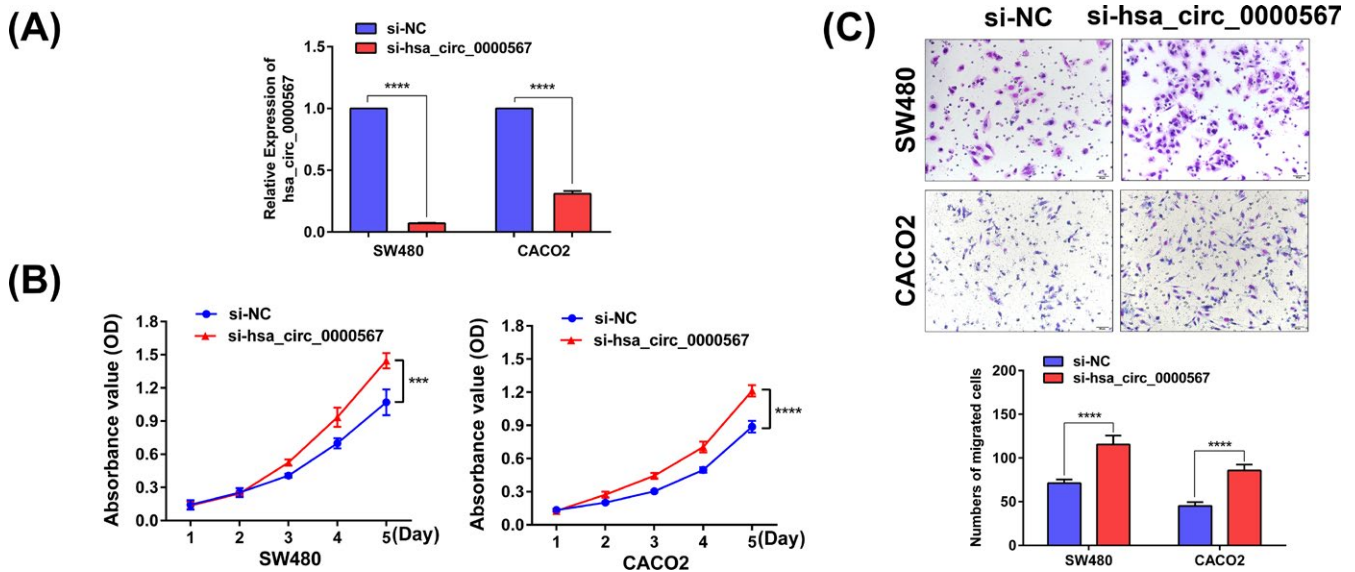 (A)
si-NC
si-hsa_circ_0000567
Relative Expression of
hsa_circ_0000567
1.5
1.0
0.5
0.0
****
****
SW480
CACO2
(B)
si-NC
si-hsa_circ_0000567
Absorbance value (OD)
1.8
1.5
1.2
0.9
0.6
0.3
0.0
***
1 2 3 4 5(Day)
SW480
si-NC
si-hsa_circ_0000567
Absorbance value (OD)
1.8
1.5
1.2
0.9
0.6
0.3
0.0
****
1 2 3 4 5(Day)
CACO2
(C)
si-NC
si-hsa_circ_0000567
SW480
CACO2
si-NC
si-hsa_circ_0000567
Numbers of migrated cells
200
150
100
50
0
****
****
SW480
CACO2